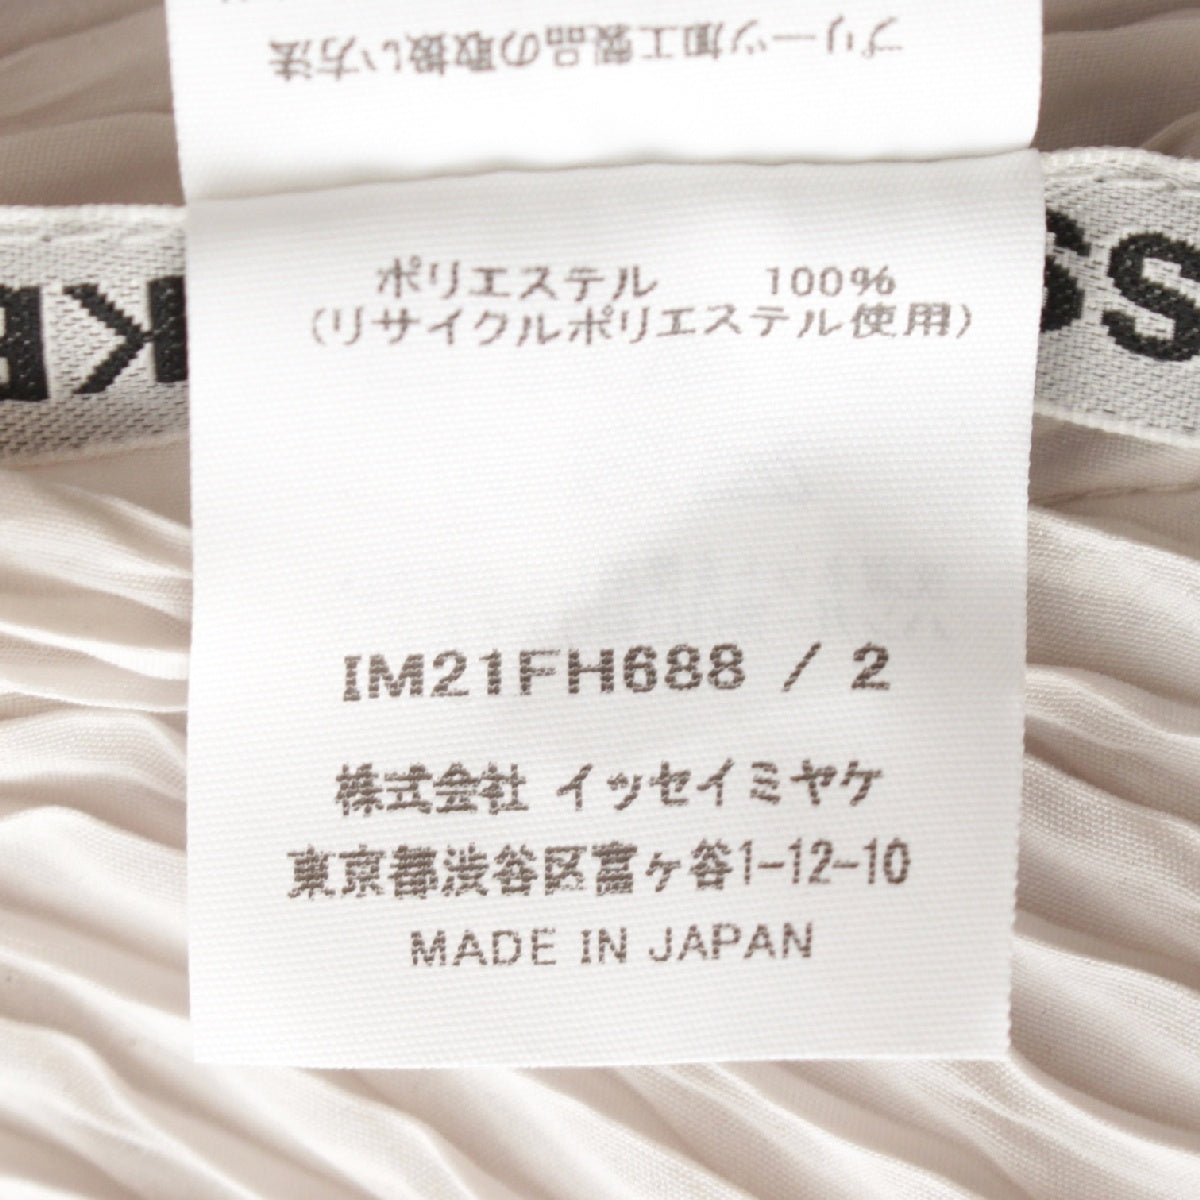 プリーツ加工製品の取扱い方法
ポリエステル 100%
(リサイクルポリエステル使用)
SS
KE
IM21FH688 / 2
株式会社 イッセイミヤケ
東京都渋谷区富ヶ谷1-12-10
MADE IN JAPAN